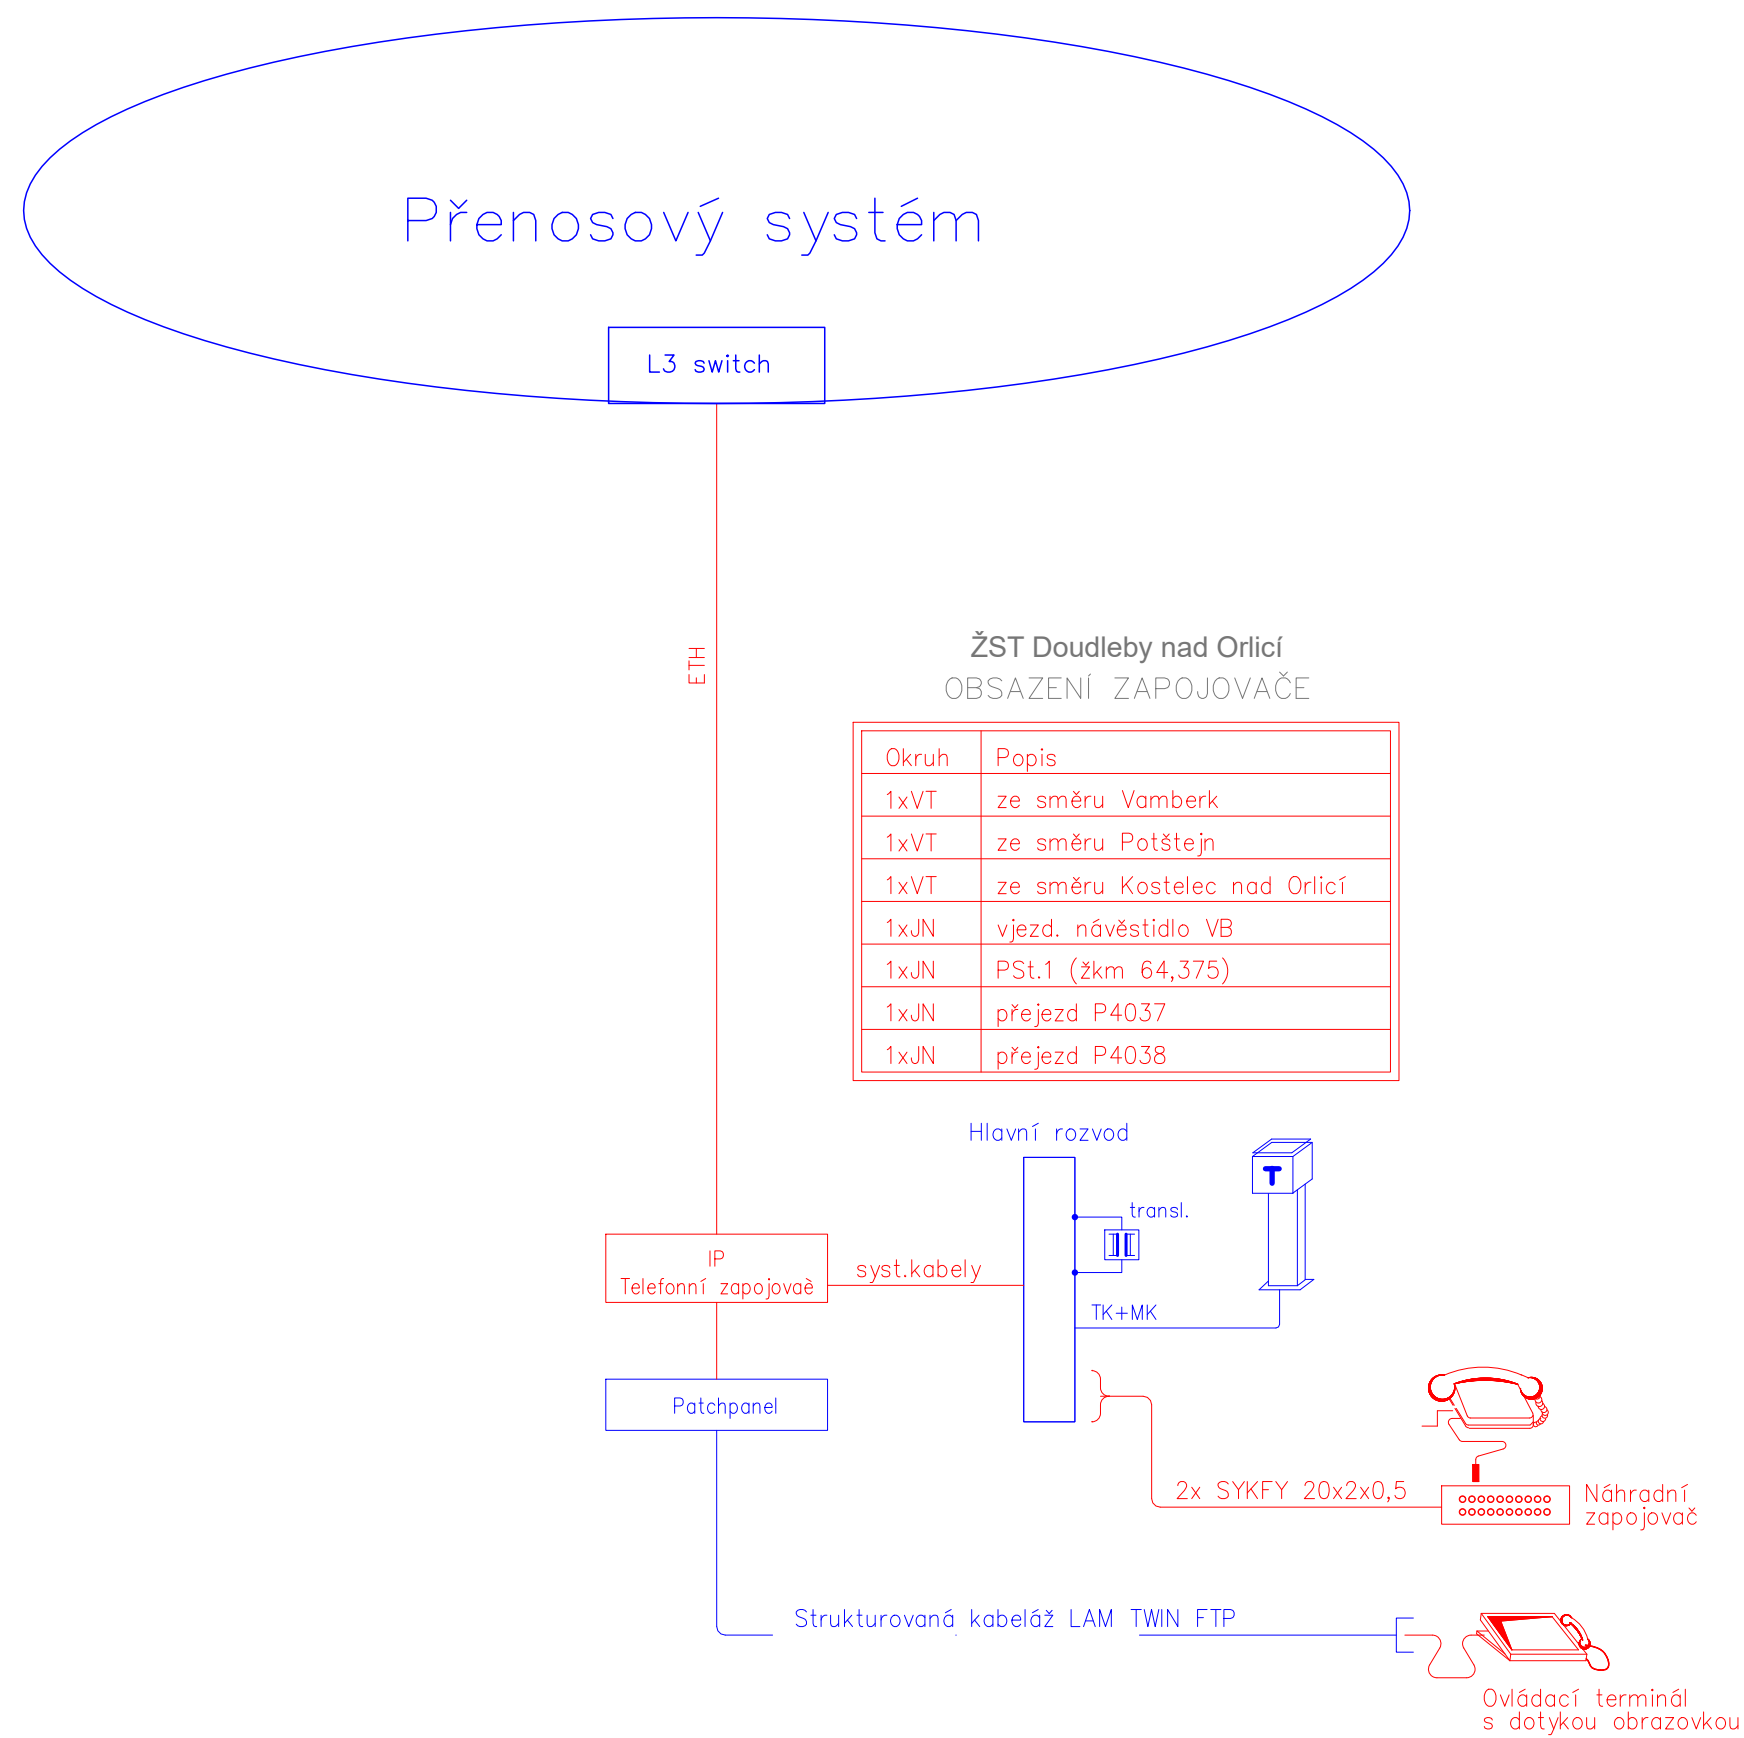 Přenosový systém
L3 switch
ETH
ŽST Doudleby nad Orlicí
OBSAZENÍ ZAPOJOVAČE
Okruh Popis
1xVT ze směru Vamberk
1xVT ze směru Potštejn
1xVT ze směru Kostelec nad Orlicí
1xJN vjezd. návěstidlo VB
1xJN PSt.1 (žkm 64,375)
1xJN přejezd P4037
1xJN přejezd P4038
Hlavní rozvod
T
transl.
IP
Telefonní zapojovaè
syst.kabely
TK+MK
Patchpanel
2x SYKFY 20x2x0,5
Náhradní
zapojovač
Strukturovaná kabeláž LAM TWIN FTP
Ovládací terminál
s dotykou obrazovkou